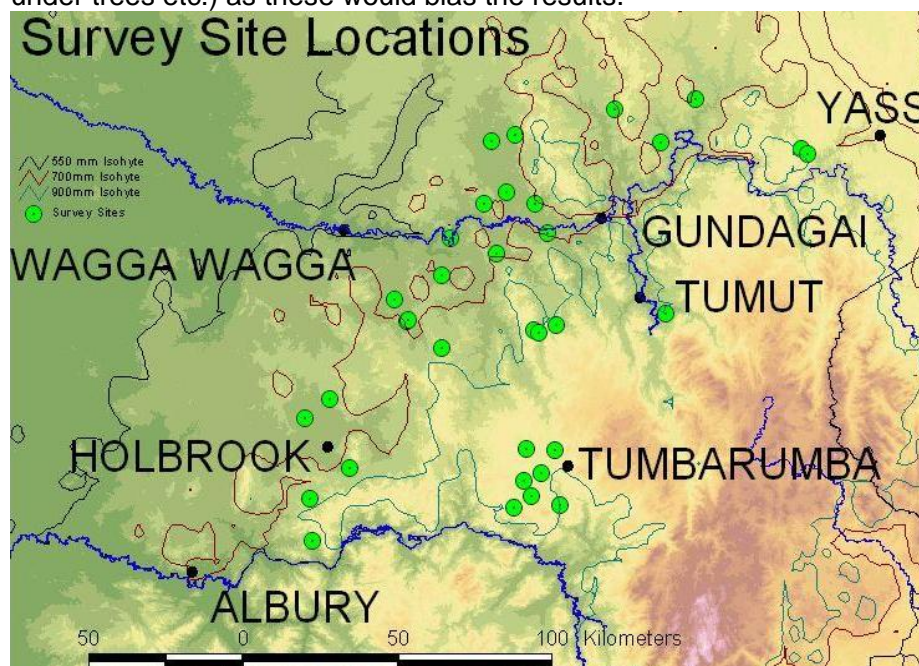 under trees etc.) as these would bias the results.
Survey Site Locations
YASS
550 mm Isohyte
700mm Isohyte
900mm Isohyte
Survey Sites
GUNDAGAI
WAGGA WAGGA
TUMUT
HOLBROOK
TUMBARUMBA
ALBURY
50 0 50 100 Kilometers